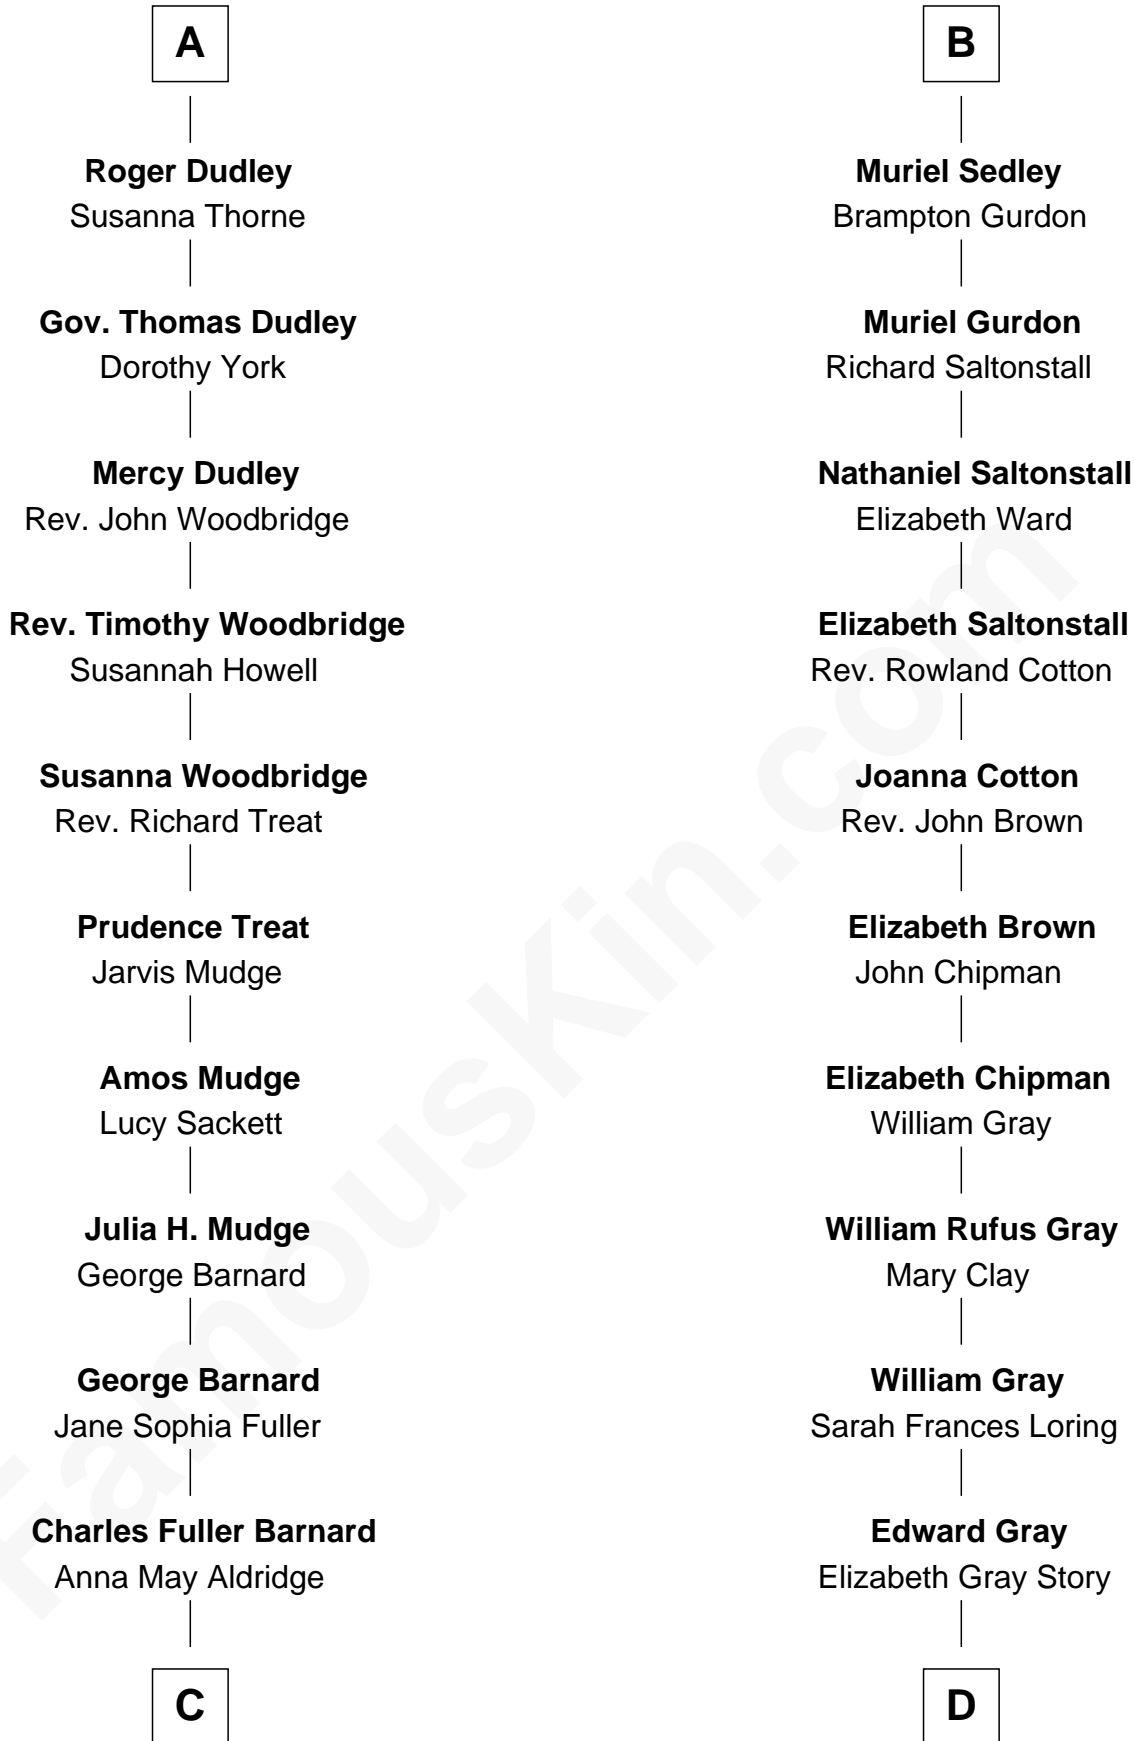 A
Roger Dudley
Susanna Thorne
Gov. Thomas Dudley
Dorothy York
Mercy Dudley
Rev. John Woodbridge
Rev. Timothy Woodbridge
Susannah Howell
Susanna Woodbridge
Rev. Richard Treat
Prudence Treat
Jarvis Mudge
Amos Mudge
Lucy Sackett
Julia H. Mudge
George Barnard
George Barnard
Jane Sophia Fuller
Charles Fuller Barnard
Anna May Aldridge
C
B
Muriel Sedley
Brampton Gurdon
Muriel Gurdon
Richard Saltonstall
Nathaniel Saltonstall
Elizabeth Ward
Elizabeth Saltonstall
Rev. Rowland Cotton
Joanna Cotton
Rev. John Brown
Elizabeth Brown
John Chipman
Elizabeth Chipman
William Gray
William Rufus Gray
Mary Clay
William Gray
Sarah Frances Loring
Edward Gray
Elizabeth Gray Story
D
FamousKin.com